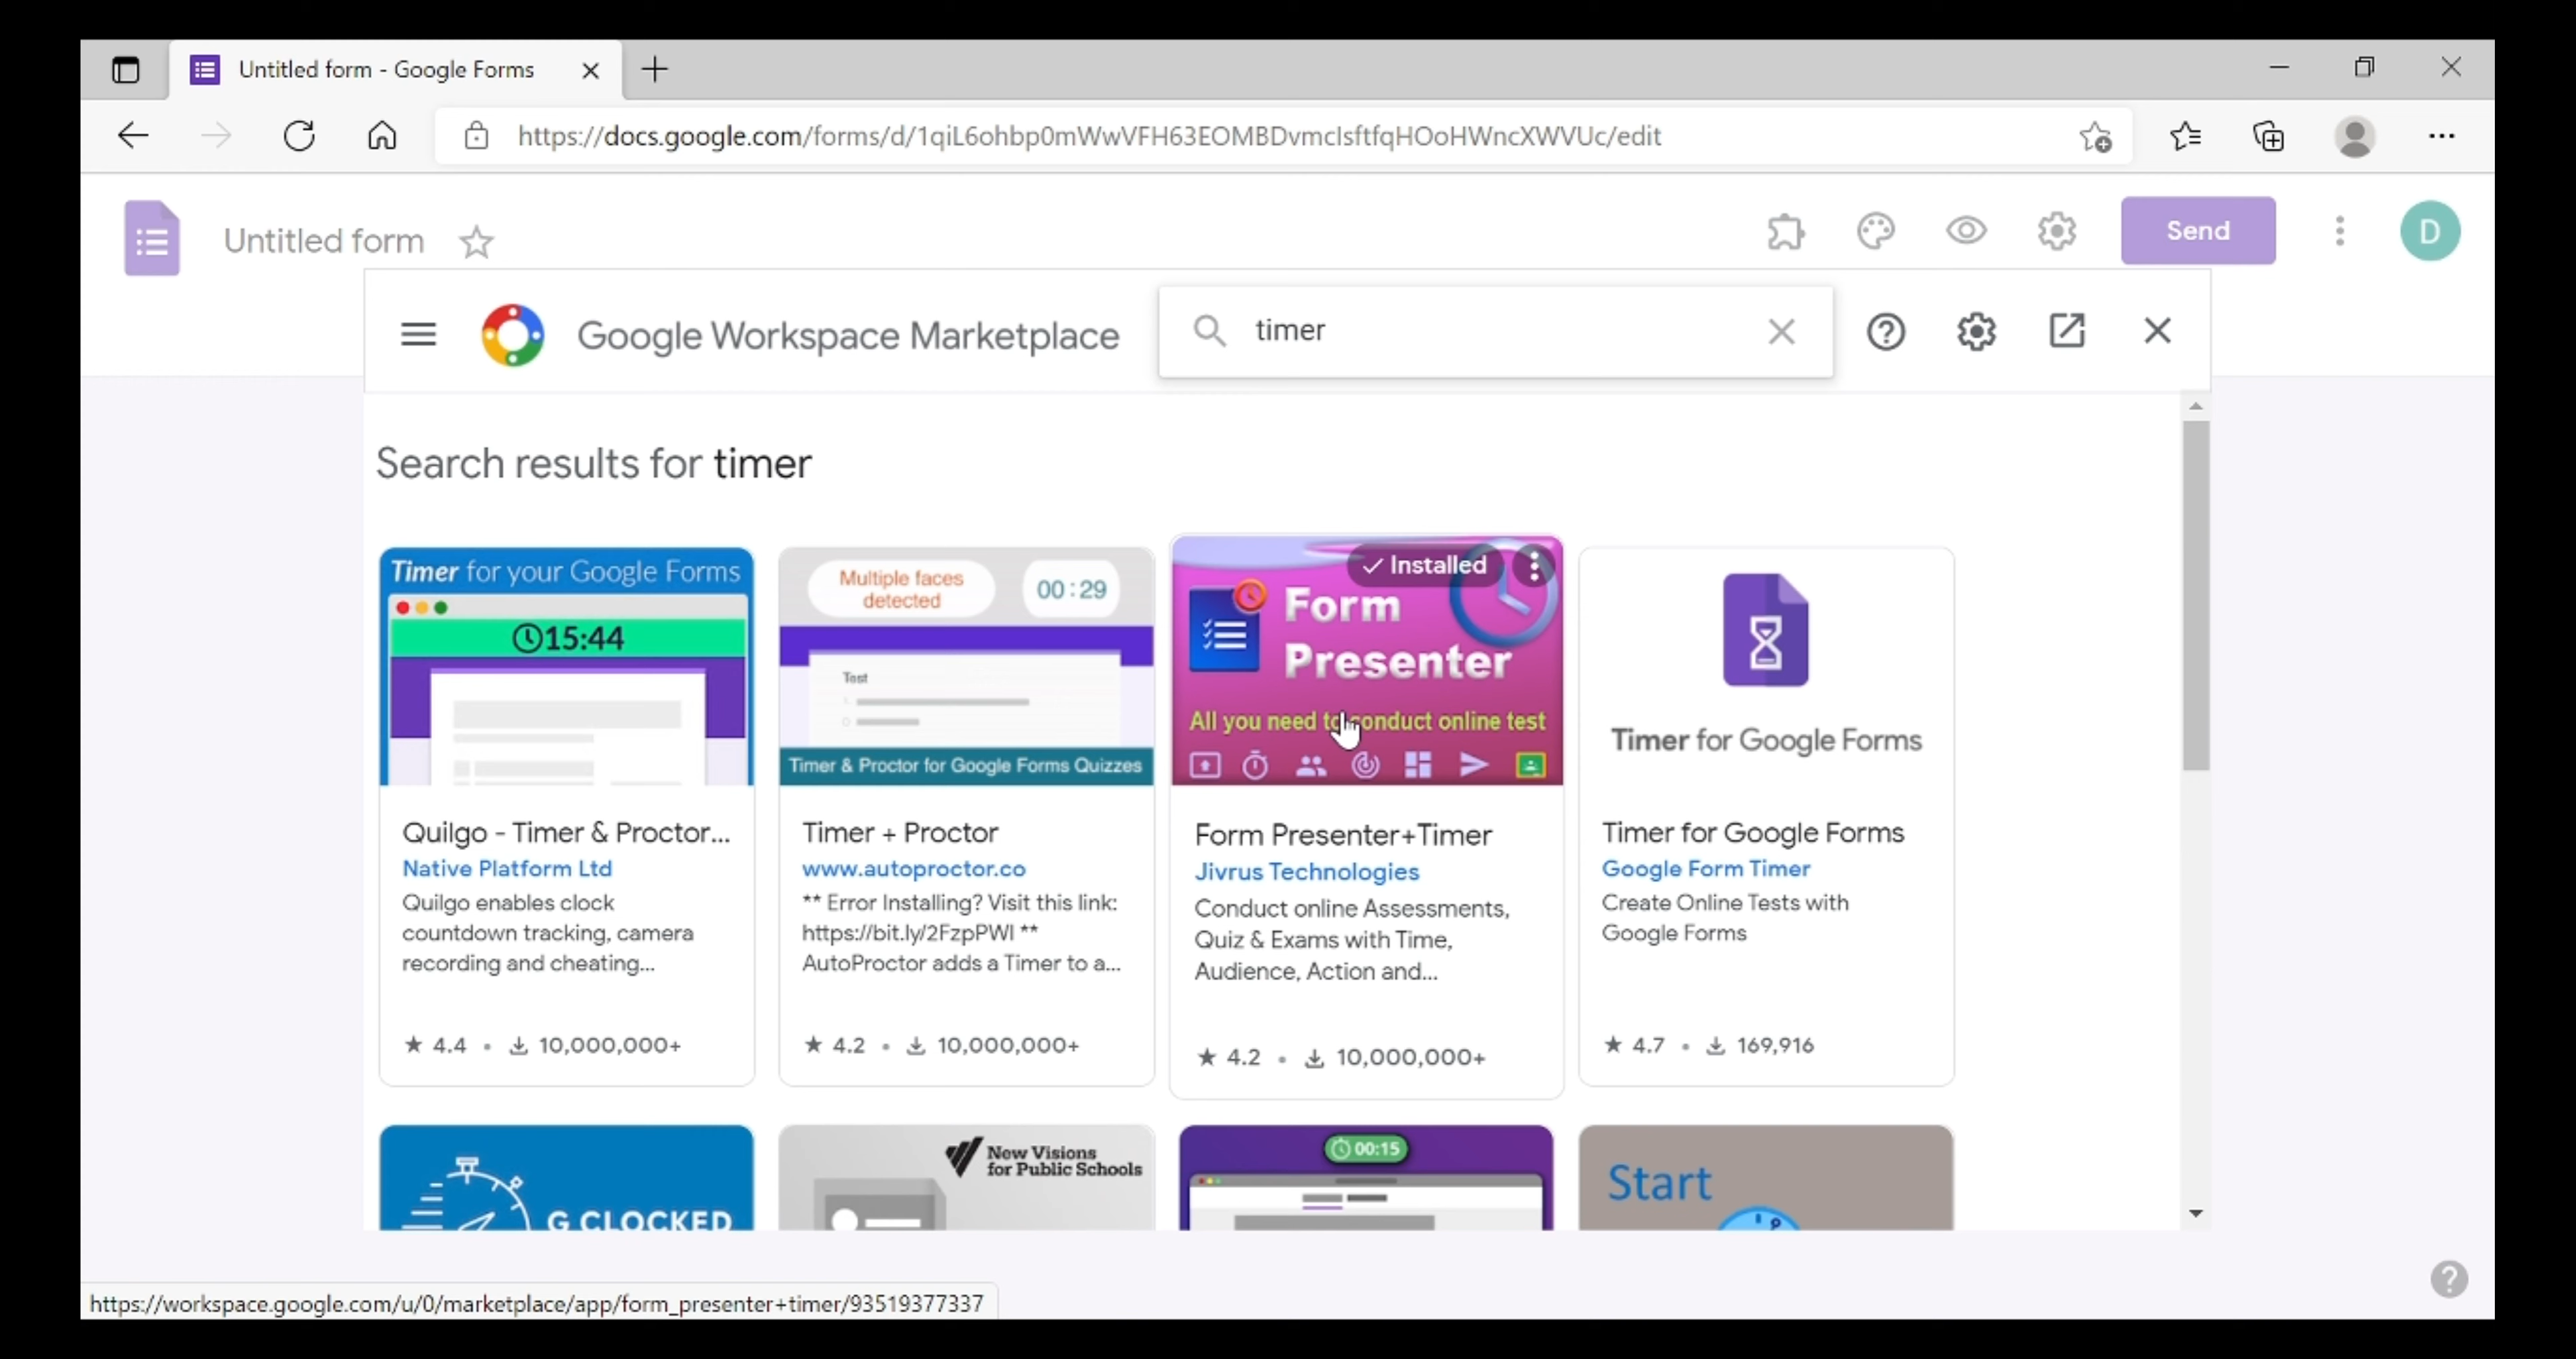 Untitled form - Google Forms
https://docs.google.com/forms/d/1qiL6ohbp0mWwVFH63EOMBDvmcIsftfqHOoHWncXWVUc/edit
Untitled form
Send
D
Google Workspace Marketplace
timer
Search results for timer
Timer for your Google Forms
15:44
Quilgo - Timer & Proctor...
Native Platform Ltd
Quilgo enables clock
countdown tracking, camera
recording and cheating...
4.4 • 10,000,000+
Multiple faces
detected
00:29
Test
Timer & Proctor for Google Forms Quizzes
Timer + Proctor
www.autoproctor.co
** Error Installing? Visit this link:
https://bit.ly/2FzpPWl **
AutoProctor adds a Timer to a...
4.2 • 10,000,000+
Installed
Form
Presenter
All you need to conduct online test
Form Presenter+Timer
Jivrus Technologies
Conduct online Assessments,
Quiz & Exams with Time,
Audience, Action and...
4.2 • 10,000,000+
Timer for Google Forms
Timer for Google Forms
Google Form Timer
Create Online Tests with
Google Forms
4.7 • 169,916
G CLOCKED
New Visions
for Public Schools
00:15
Start
https://workspace.google.com/u/0/marketplace/app/form_presenter+timer/93519377337